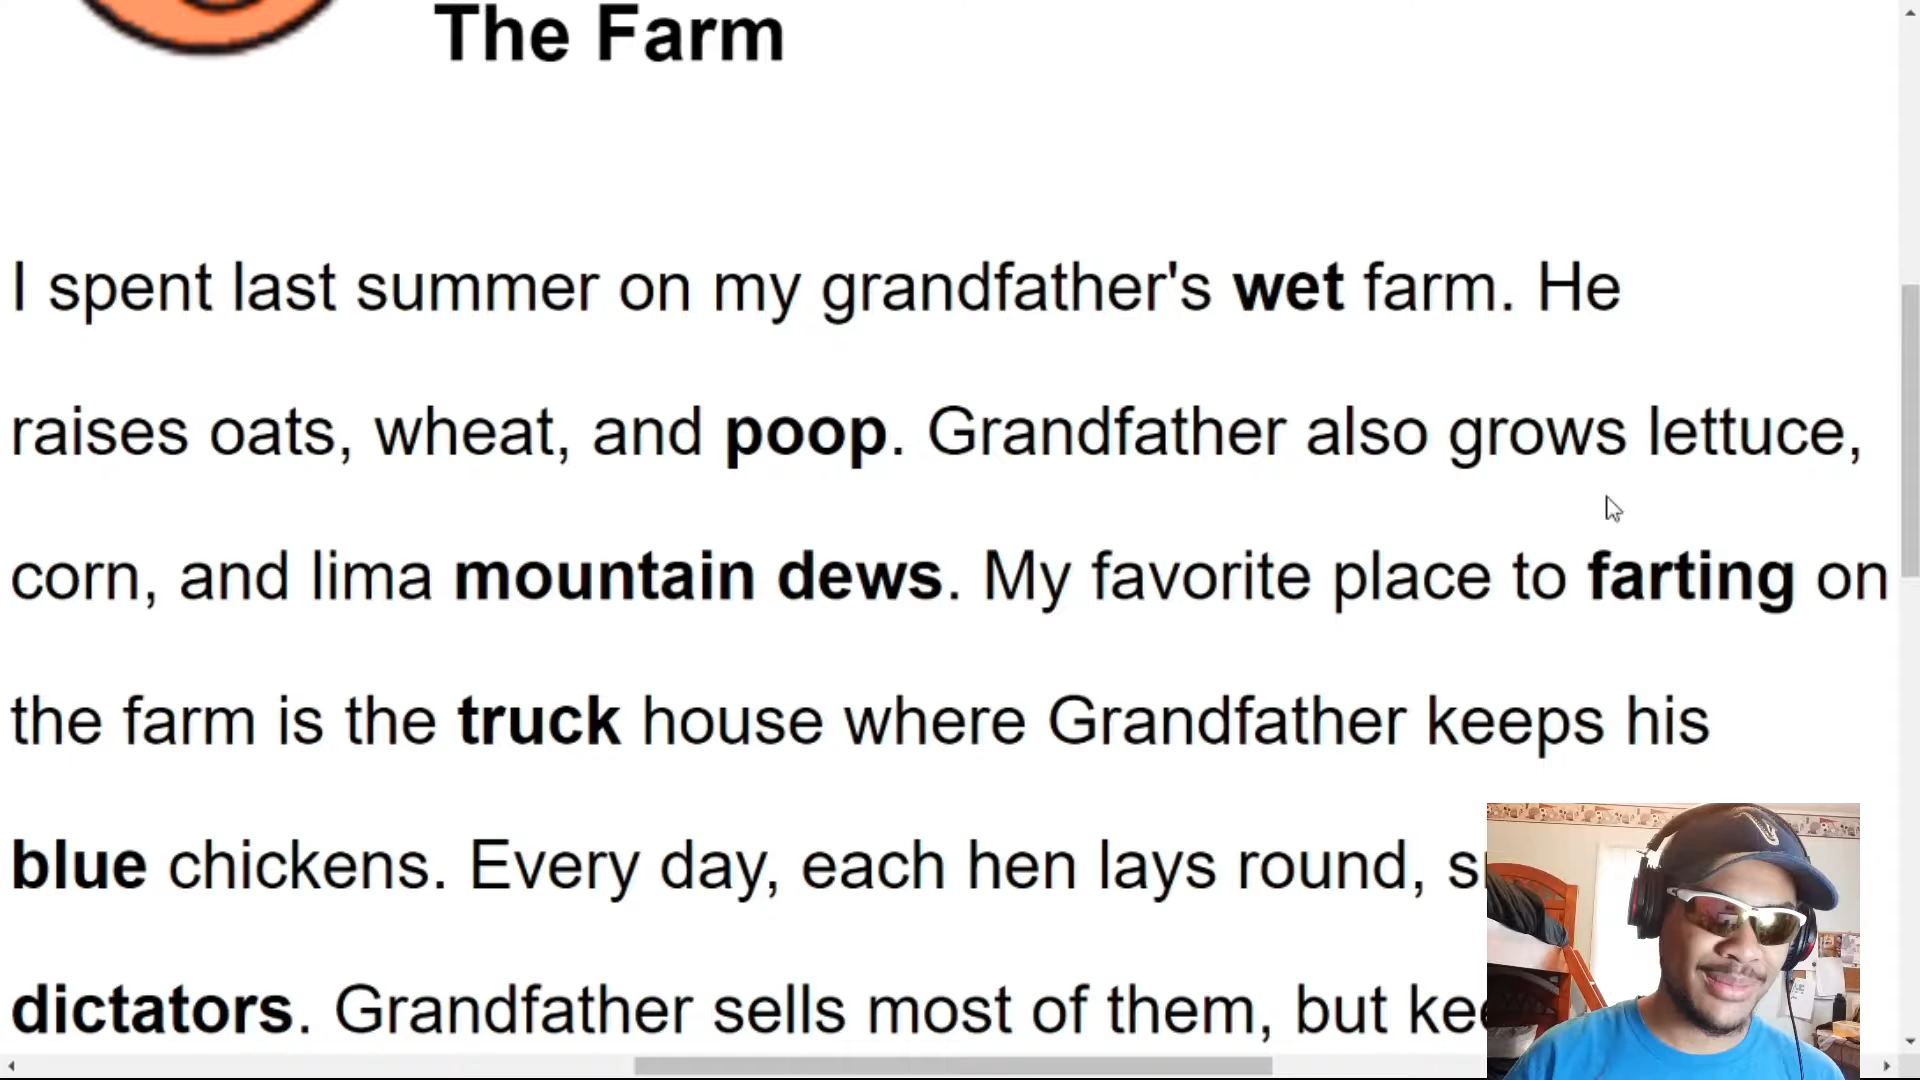 The Farm
I spent last summer on my grandfather's wet farm. He
raises oats, wheat, and poop. Grandfather also grows lettuce,
corn, and lima mountain dews. My favorite place to farting on
the farm is the truck house where Grandfather keeps his
blue chickens. Every day, each hen lays round,
dictators. Grandfather sells most of them, but